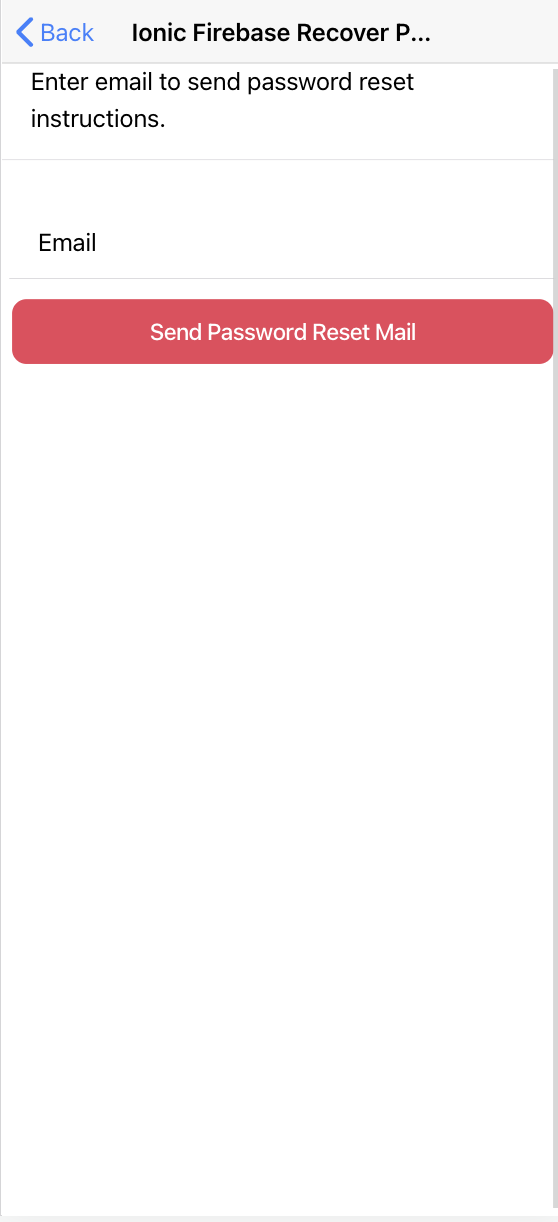 Back
Ionic Firebase Recover P...
Enter email to send password reset
instructions.
Email
Send Password Reset Mail